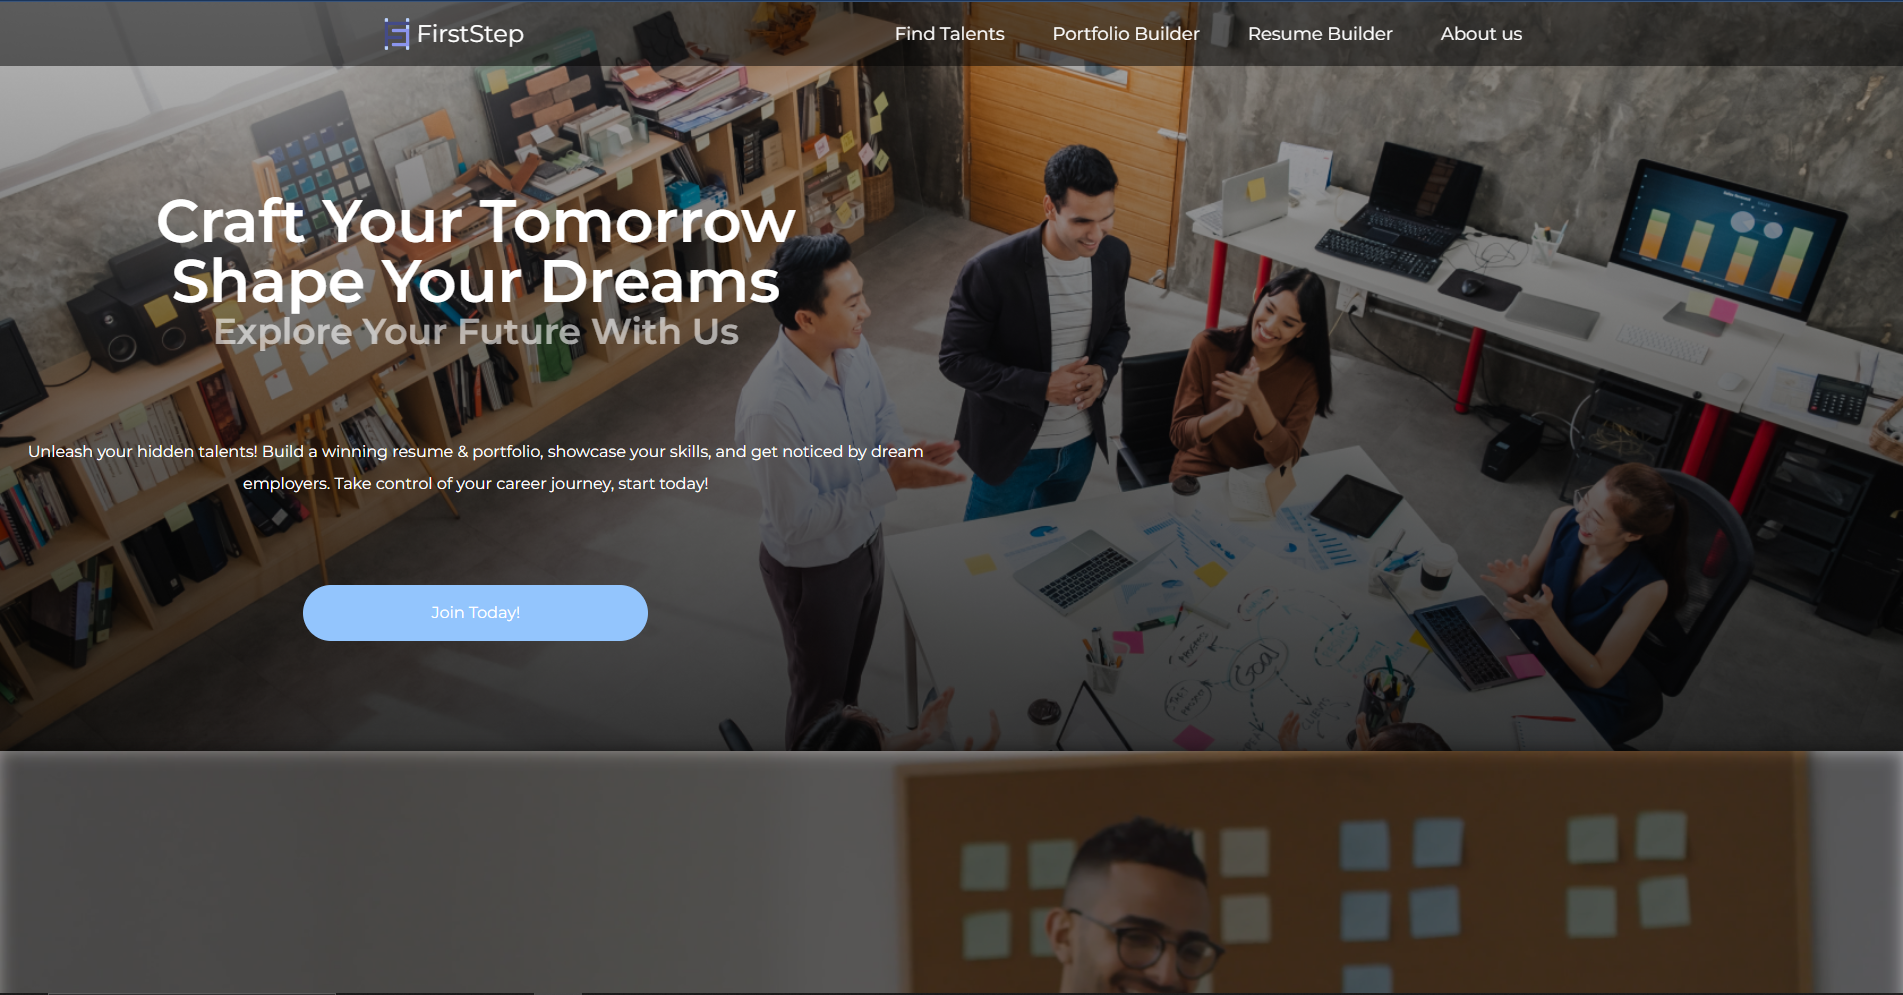 FirstStep
Find Talents
Portfolio Builder
Resume Builder
About us
Craft Your Tomorrow
Shape Your Dreams
Explore Your Future With Us
Unleash your hidden talents! Build a winning resume & portfolio, showcase your skills, and get noticed by dream
employers. Take control of your career journey, start today!
Join Today!
Goal